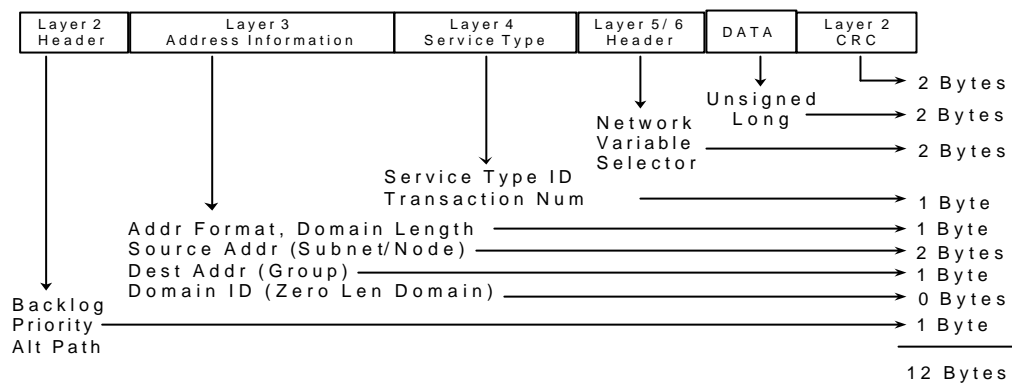 Layer 2 Header
Layer 3 Address Information
Layer 4 Service Type
Layer 5/ 6 Header
DATA
Layer 2 CRC
2 Bytes
Unsigned Long
2 Bytes
Network Variable Selector
2 Bytes
Service Type ID
Transaction Num
1 Byte
Addr Format, Domain Length
1 Byte
Source Addr (Subnet/Node)
2 Bytes
Dest Addr (Group)
1 Byte
Domain ID (Zero Len Domain)
0 Bytes
Backlog
Priority
1 Byte
Alt Path
12 Bytes